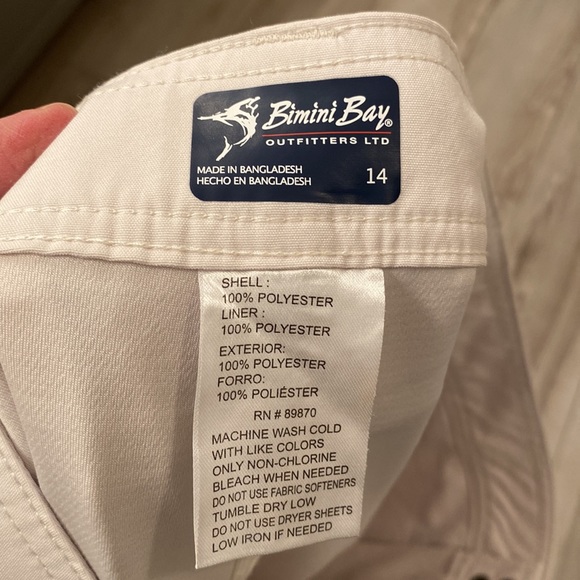 Bimini Bay®
OUTFITTERS LTD
MADE IN BANGLADESH
HECHO EN BANGLADESH
14
SHELL :
100% POLYESTER
LINER :
100% POLYESTER
EXTERIOR:
100% POLYESTER
FORRO:
100% POLIÉSTER
RN # 89870
MACHINE WASH COLD
WITH LIKE COLORS
ONLY NON-CHLORINE
BLEACH WHEN NEEDED
DO NOT USE FABRIC SOFTENERS
TUMBLE DRY LOW
DO NOT USE DRYER SHEETS
LOW IRON IF NEEDED